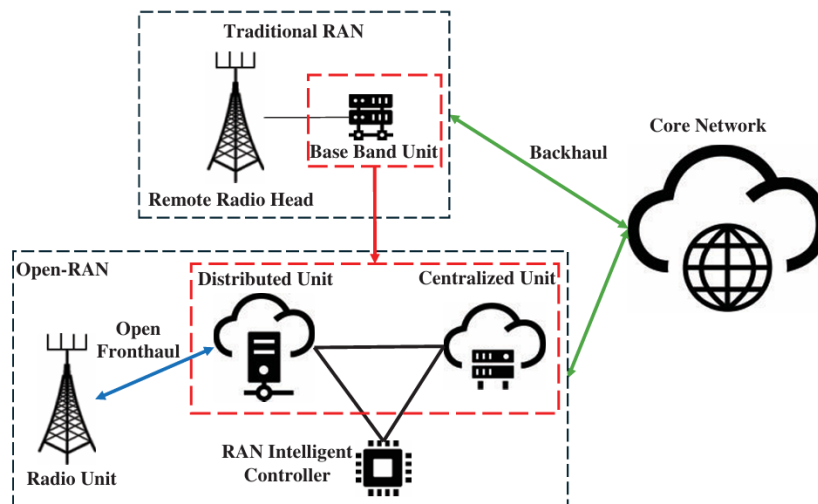 Traditional RAN
Base Band Unit
Remote Radio Head
Backhaul
Core Network
Open-RAN
Distributed Unit
Centralized Unit
Open
Fronthaul
Radio Unit
RAN Intelligent
Controller